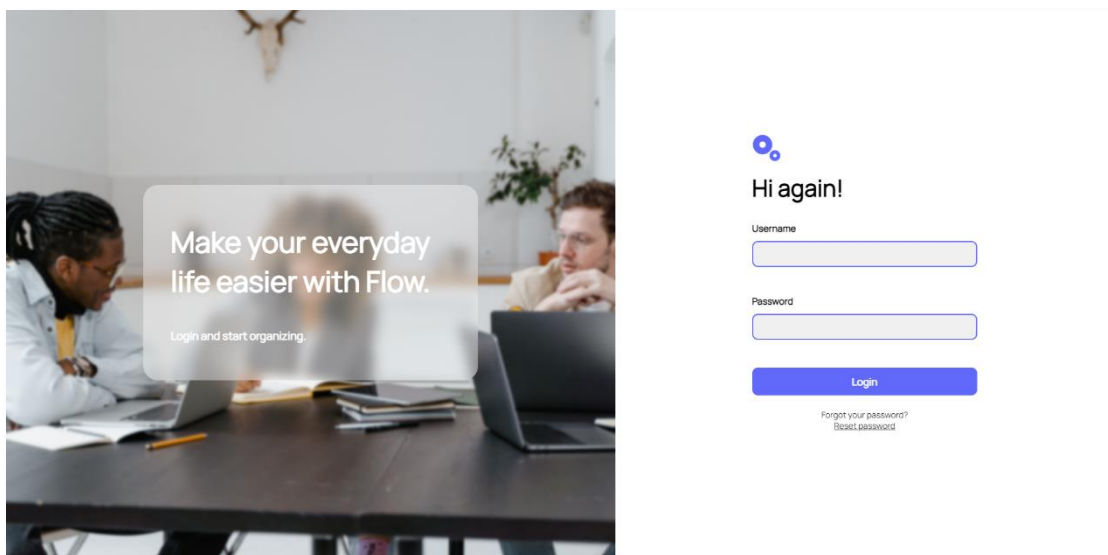 Make your everyday
life easier with Flow.
Login and start organizing.
Hi again!
Username
Password
Login
Forgot your password?
Reset password